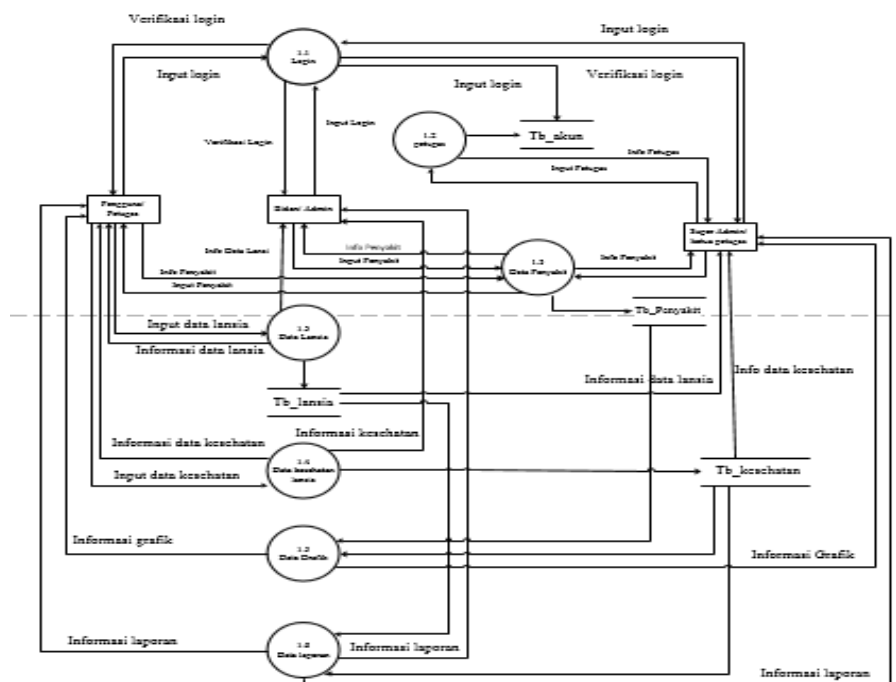 Verifikasi login
Input login
Input login
Verifikasi login
1.1
Login
Input login
Input Login
Verifikasi Login
1.2
petugas
Tb_akun
Info Petugas
Input Petugas
Pengguna/
Petugas
Bidan/ Admin
Super Admin/
ketua petugas
Info Data Lansi
Info Penyakit
Input Penyakit
Info Penyakit
Input Penyakit
1.3
Data Penyakit
Info Penyakit
Tb_Penyakit
Input data lansia
Informasi data lansia
1.3
Data Lansia
Tb_lansia
Informasi data lansia
Info data kesehatan
Informasi kesehatan
Informasi data kesehatan
Input data kesehatan
1.4
Data kesehatan
lansia
Tb_kesehatan
Informasi grafik
1.5
Data Grafik
Informasi Grafik
Informasi laporan
Data laporan
Informasi laporan
Informasi laporan